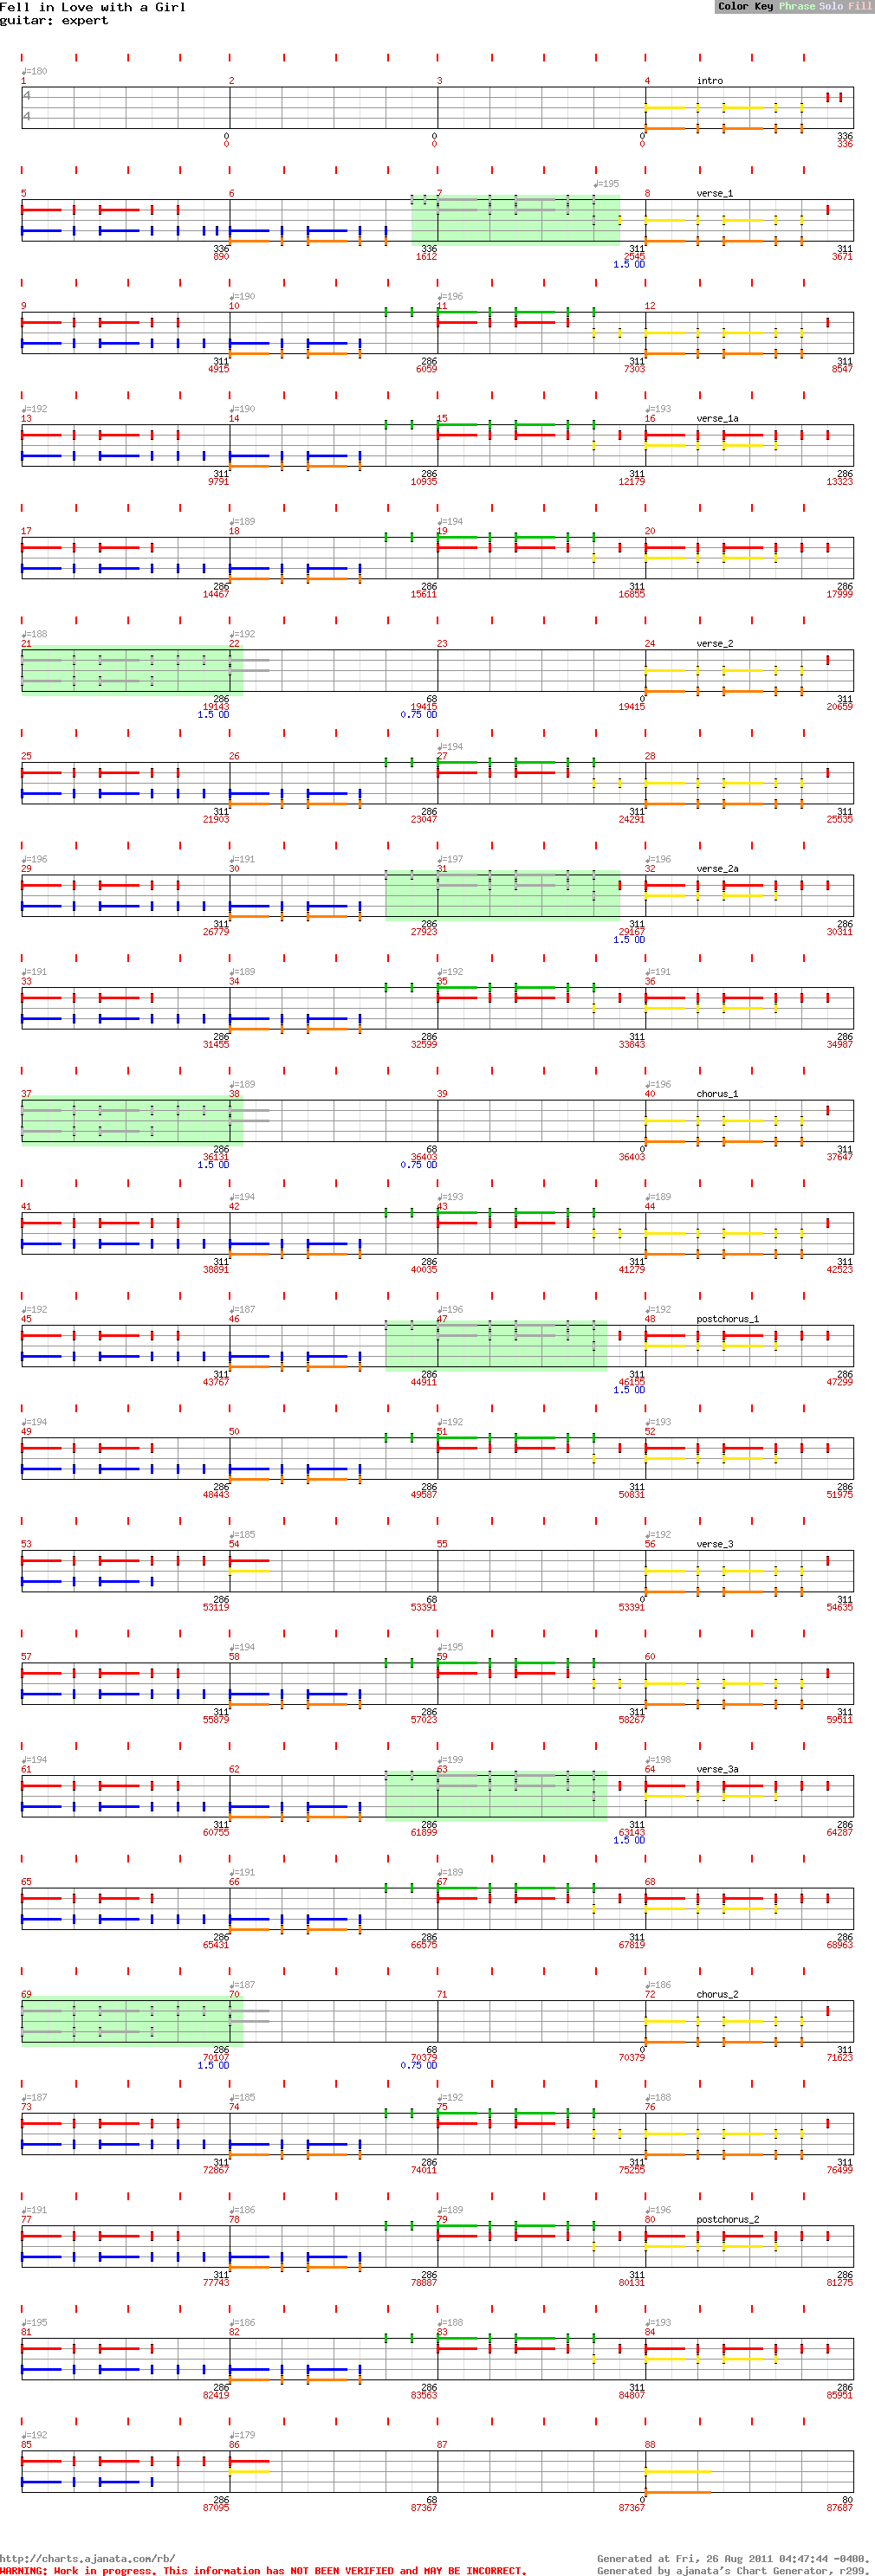 Fell in Love with a Girl
guitar: expert
Color Key Phrase Solo Fill
♩=180
1 2 3 4 intro
4
4
0 0 0 336
0 0 0 336
♩=195
5 6 7 8 verse_1
336 336 311 311
890 1612 2545 3671
1.5 OD
♩=190 ♩=196
9 10 11 12
311 286 311 311
4915 6059 7303 8547
♩=192 ♩=190 ♩=193
13 14 15 16 verse_1a
311 286 311 286
9791 10935 12179 13323
♩=189 ♩=194
17 18 19 20
286 286 311 286
14467 15611 16855 17999
♩=188 ♩=192
21 22 23 24 verse_2
286 68 0 311
19143 19415 19415 20659
1.5 OD 0.75 OD
♩=194
25 26 27 28
311 286 311 311
21903 23047 24291 25535
♩=196 ♩=191 ♩=197 ♩=196
29 30 31 32 verse_2a
311 286 311 286
26779 27923 29167 30311
1.5 OD
♩=191 ♩=189 ♩=192 ♩=191
33 34 35 36
286 286 311 286
31455 32599 33843 34987
♩=189 ♩=196
37 38 39 40 chorus_1
286 68 0 311
36131 36403 36403 37647
1.5 OD 0.75 OD
♩=194 ♩=193 ♩=189
41 42 43 44
311 286 311 311
38891 40035 41279 42523
♩=192 ♩=187 ♩=196 ♩=192
45 46 47 48 postchorus_1
311 286 311 286
43767 44911 46155 47299
1.5 OD
♩=194 ♩=192 ♩=193
49 50 51 52
286 286 311 286
48443 49587 50831 51975
♩=185 ♩=192
53 54 55 56 verse_3
286 68 0 311
53119 53391 53391 54635
♩=194 ♩=195
57 58 59 60
311 286 311 311
55879 57023 58267 59511
♩=194 ♩=199 ♩=198
61 62 63 64 verse_3a
311 286 311 286
60755 61899 63143 64287
1.5 OD
♩=191 ♩=189
65 66 67 68
286 286 311 286
65431 66575 67819 68963
♩=187 ♩=186
69 70 71 72 chorus_2
286 68 0 311
70107 70379 70379 71623
1.5 OD 0.75 OD
♩=187 ♩=185 ♩=192 ♩=188
73 74 75 76
311 286 311 311
72867 74011 75255 76499
♩=191 ♩=186 ♩=189 ♩=196
77 78 79 80 postchorus_2
311 286 311 286
77743 78887 80131 81275
♩=195 ♩=186 ♩=188 ♩=193
81 82 83 84
286 286 311 286
82419 83563 84807 85951
♩=192 ♩=179
85 86 87 88
286 68 0 80
87095 87367 87367 87687
http://charts.ajanata.com/rb/ Generated at Fri, 26 Aug 2011 04:47:44 -0400.
WARNING: Work in progress. This information has NOT BEEN VERIFIED and MAY BE INCORRECT. Generated by ajanata's Chart Generator, r299.